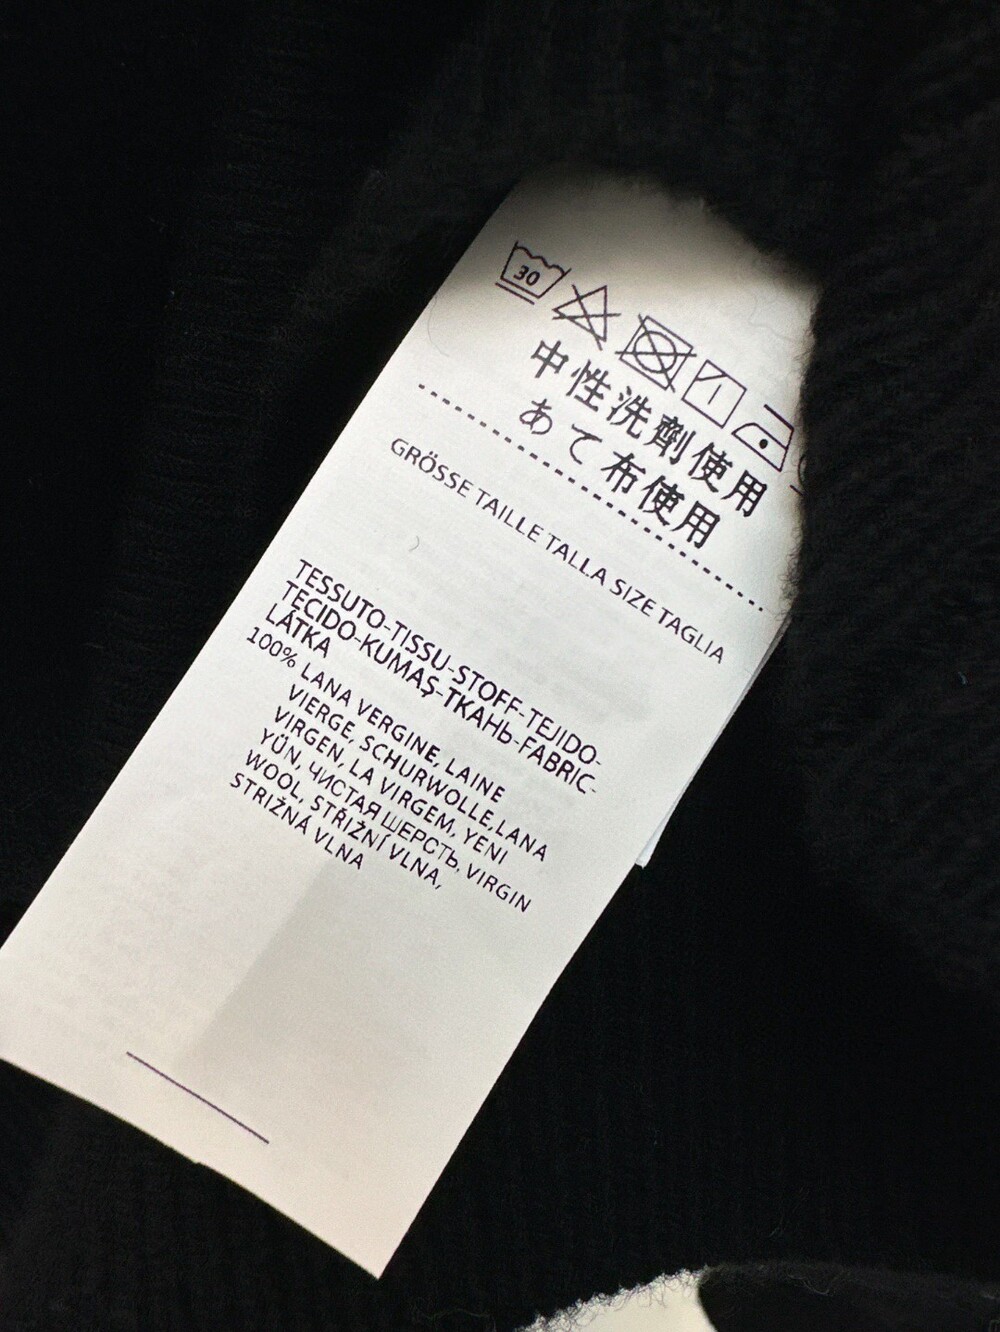 30
中性洗劑使用
あて布使用
GRÖSSE TAILLE TALLA SIZE TAGLIA
TESSUTO-TISSU-STOFF-TEJIDO-
TECIDO-KUMAŞ-ТКАНЬ-FABRIC-
LÁTKA
100% LANA VERGINE, LAINE
VIERGE, SCHURWOLLE,LANA
VIRGEN, LA VIRGEM, YENI
YÜN, ЧИСТАЯ ШЕРСТЬ, VIRGIN
WOOL, STŘIŽNÍ VLNA,
STRIŽNÁ VLNA